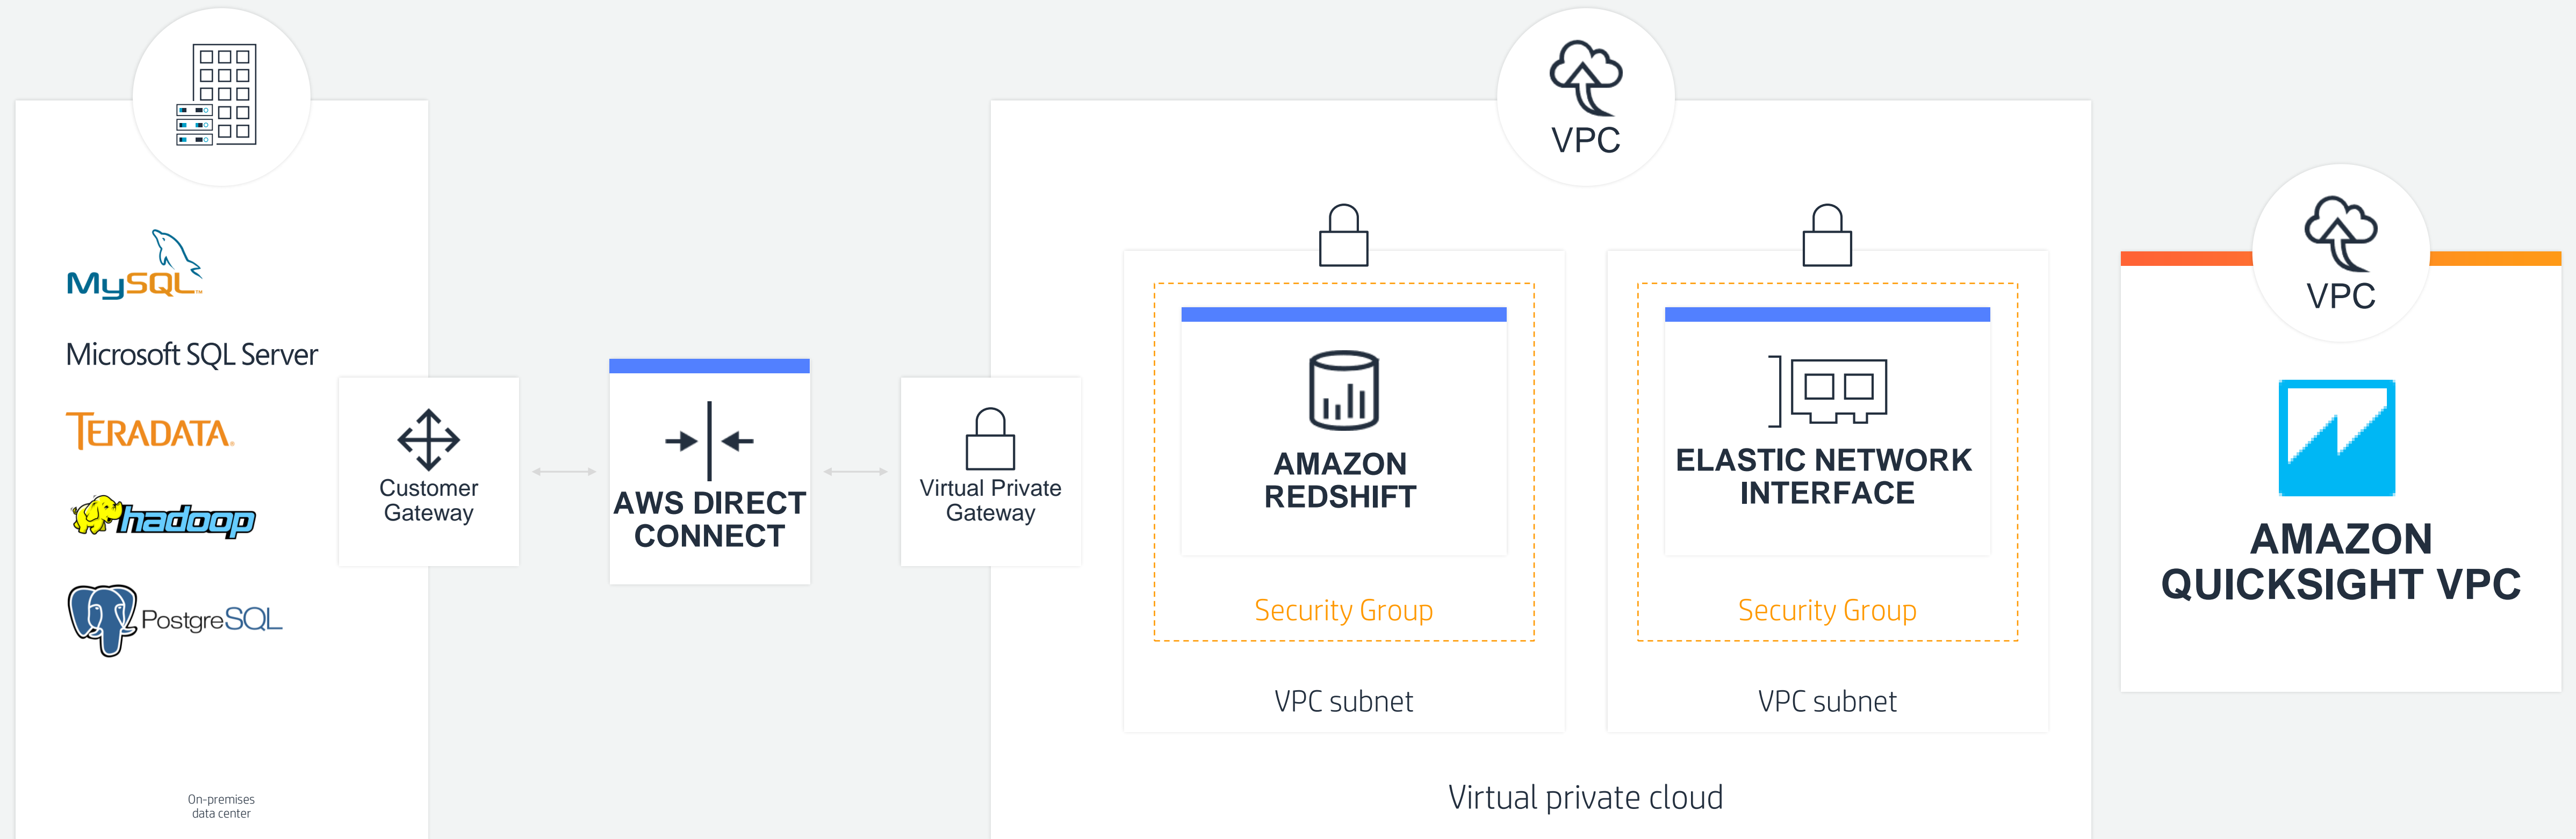 MySQL™
Microsoft SQL Server
TERADATA®
hadoop
PostgreSQL
On-premises
data center
Customer
Gateway
AWS DIRECT
CONNECT
Virtual Private
Gateway
VPC
AMAZON
REDSHIFT
Security Group
VPC subnet
ELASTIC NETWORK
INTERFACE
Security Group
VPC subnet
Virtual private cloud
VPC
AMAZON
QUICKSIGHT VPC